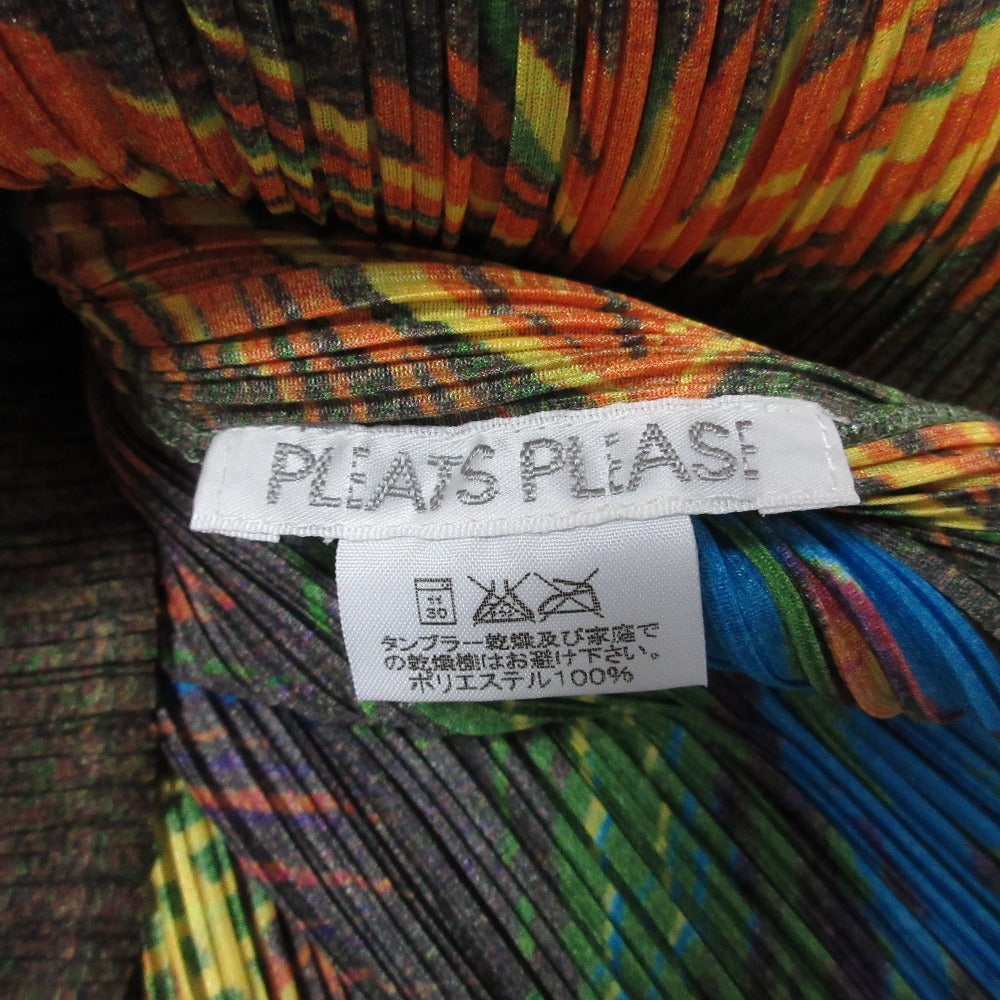 PLEATS PLEASE
タンブラー乾燥及び家庭で
の乾燥機はお避け下さい。
ポリエステル100%